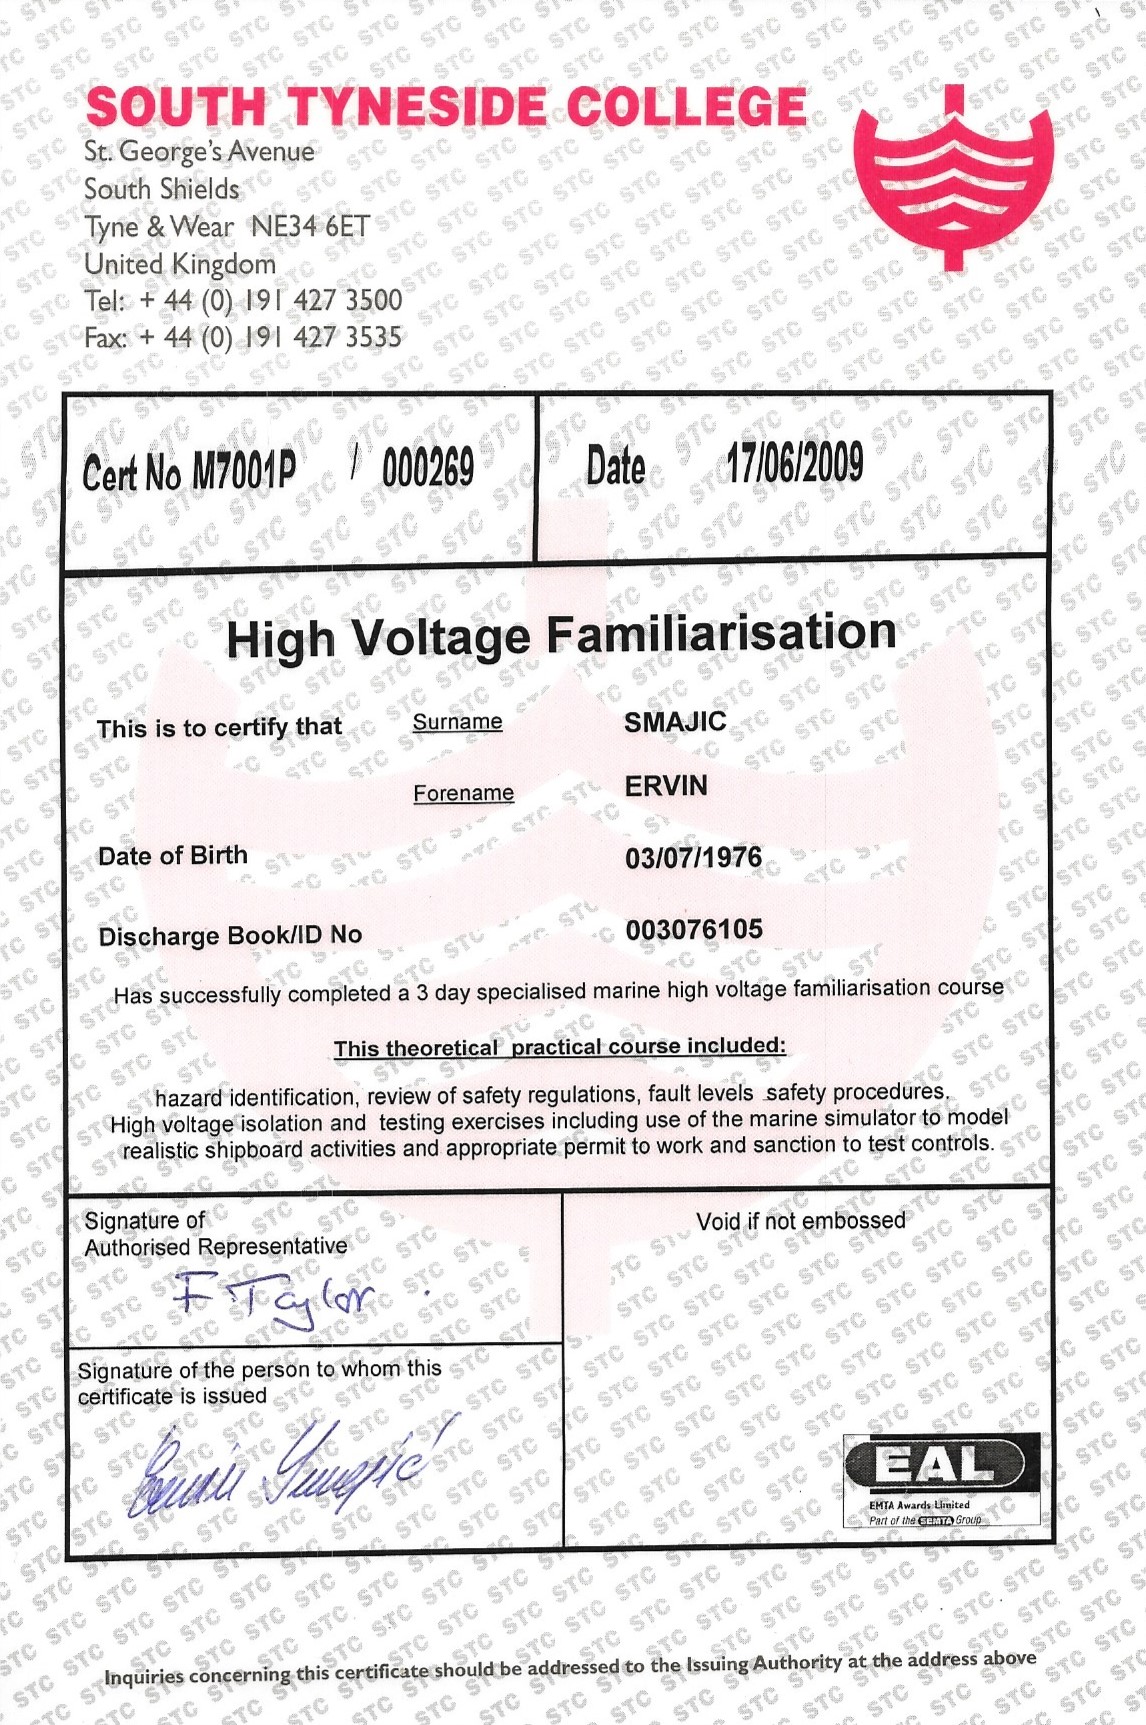 SOUTH TYNESIDE COLLEGE
St. George's Avenue
South Shields
Tyne & Wear NE34 6ET
United Kingdom
Tel: + 44 (0) 191 427 3500
Fax: + 44 (0) 191 427 3535
Cert No M7001P / 000269
Date 17/06/2009
High Voltage Familiarisation
This is to certify that Surname SMAJIC
Forename ERVIN
Date of Birth 03/07/1976
Discharge Book/ID No 003076105
Has successfully completed a 3 day specialised marine high voltage familiarisation course
This theoretical practical course included:
hazard identification, review of safety regulations, fault levels safety procedures.
High voltage isolation and testing exercises including use of the marine simulator to model
realistic shipboard activities and appropriate permit to work and sanction to test controls.
Signature of
Authorised Representative
F Taylor
Void if not embossed
Signature of the person to whom this
certificate is issued
Ervin Smajić
EAL
EMTA Awards Limited
Part of the SEMTA Group
Inquiries concerning this certificate should be addressed to the Issuing Authority at the address above